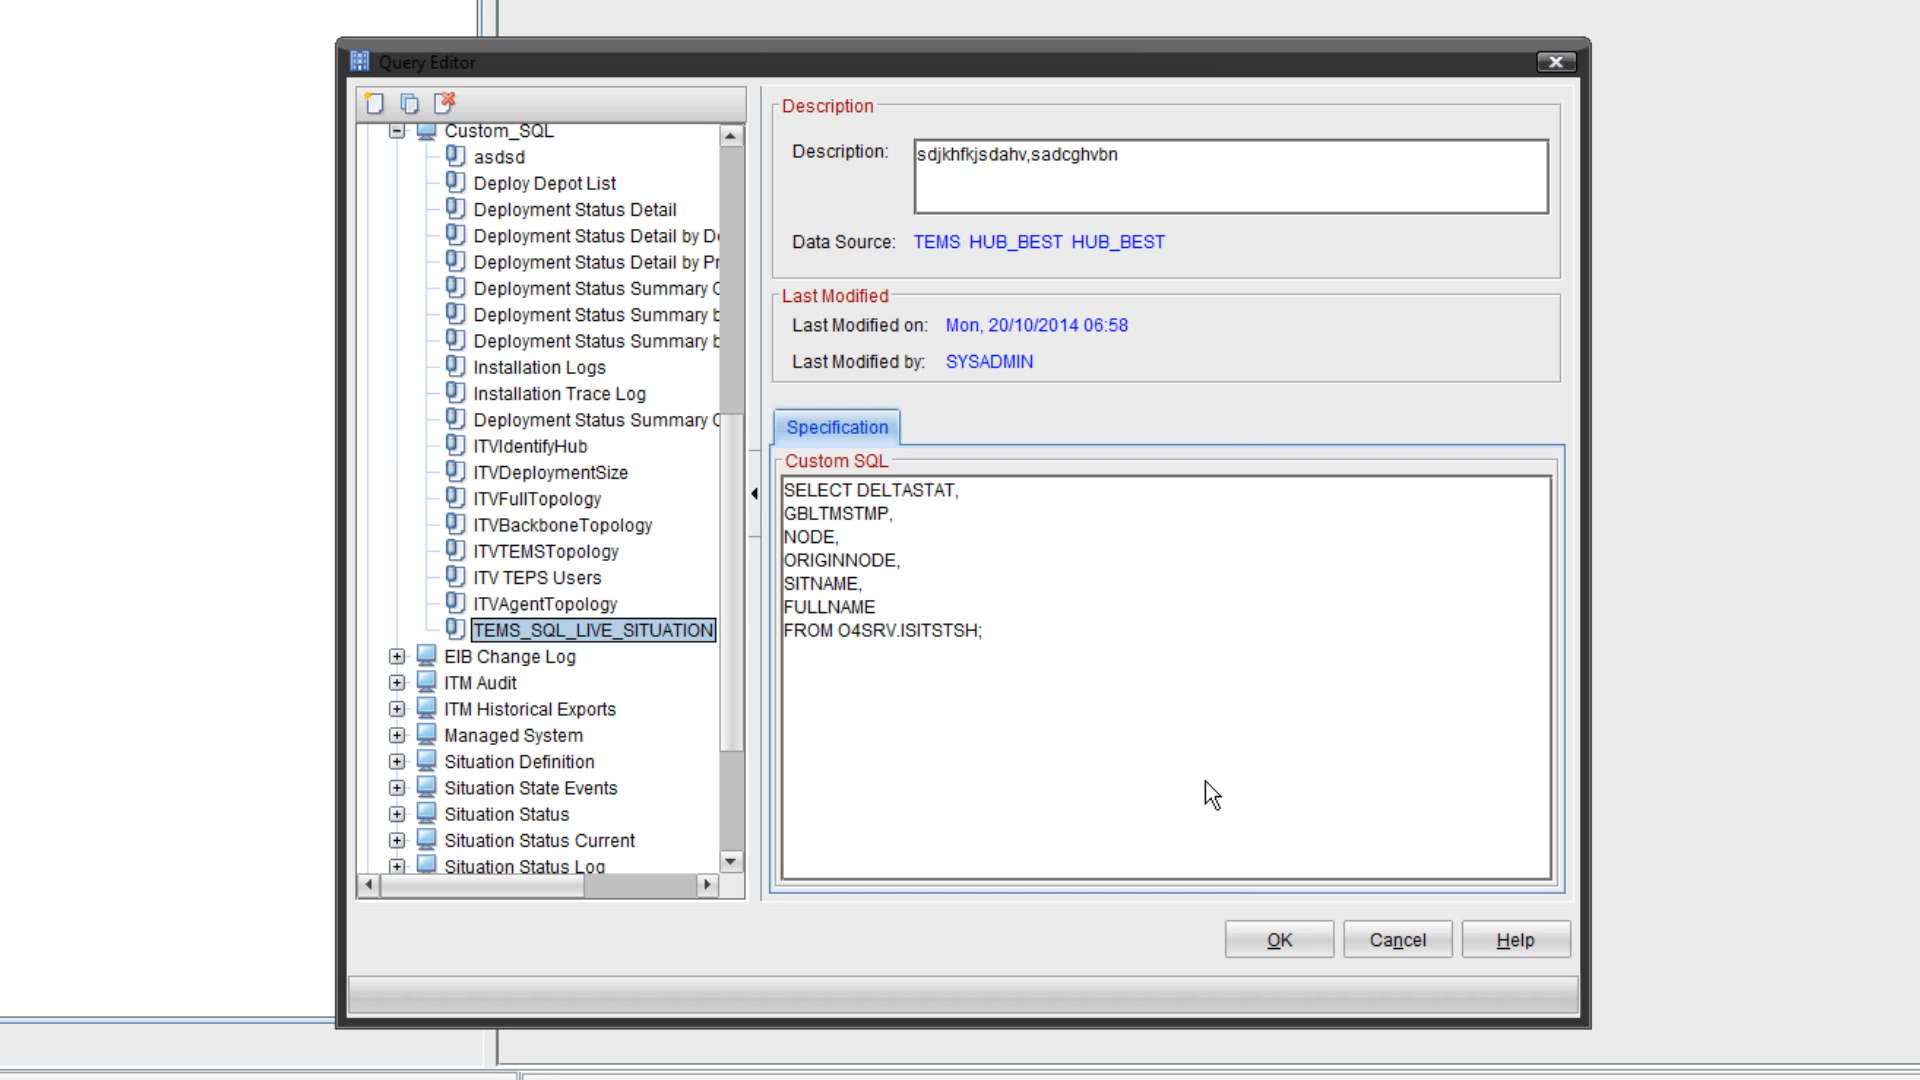 Query Editor
Custom_SQL
asdsd
Deploy Depot List
Deployment Status Detail
Deployment Status Detail by De
Deployment Status Detail by Pr
Deployment Status Summary
Deployment Status Summary b
Deployment Status Summary b
Installation Logs
Installation Trace Log
Deployment Status Summary
ITVIdentifyHub
ITVDeploymentSize
ITVFullTopology
ITVBackboneTopology
ITVTEMSTopology
ITV TEPS Users
ITVAgentTopology
TEMS_SQL_LIVE_SITUATION
EIB Change Log
ITM Audit
ITM Historical Exports
Managed System
Situation Definition
Situation State Events
Situation Status
Situation Status Current
Situation Status Log
Description
Description: sdjkhfkjsdahv,sadcghvbn
Data Source: TEMS HUB_BEST HUB_BEST
Last Modified
Last Modified on: Mon, 20/10/2014 06:58
Last Modified by: SYSADMIN
Specification
Custom SQL
SELECT DELTASTAT,
GBLTMSTMP,
NODE,
ORIGINNODE,
SITNAME,
FULLNAME
FROM O4SRV.ISITSTSH;
OK Cancel Help